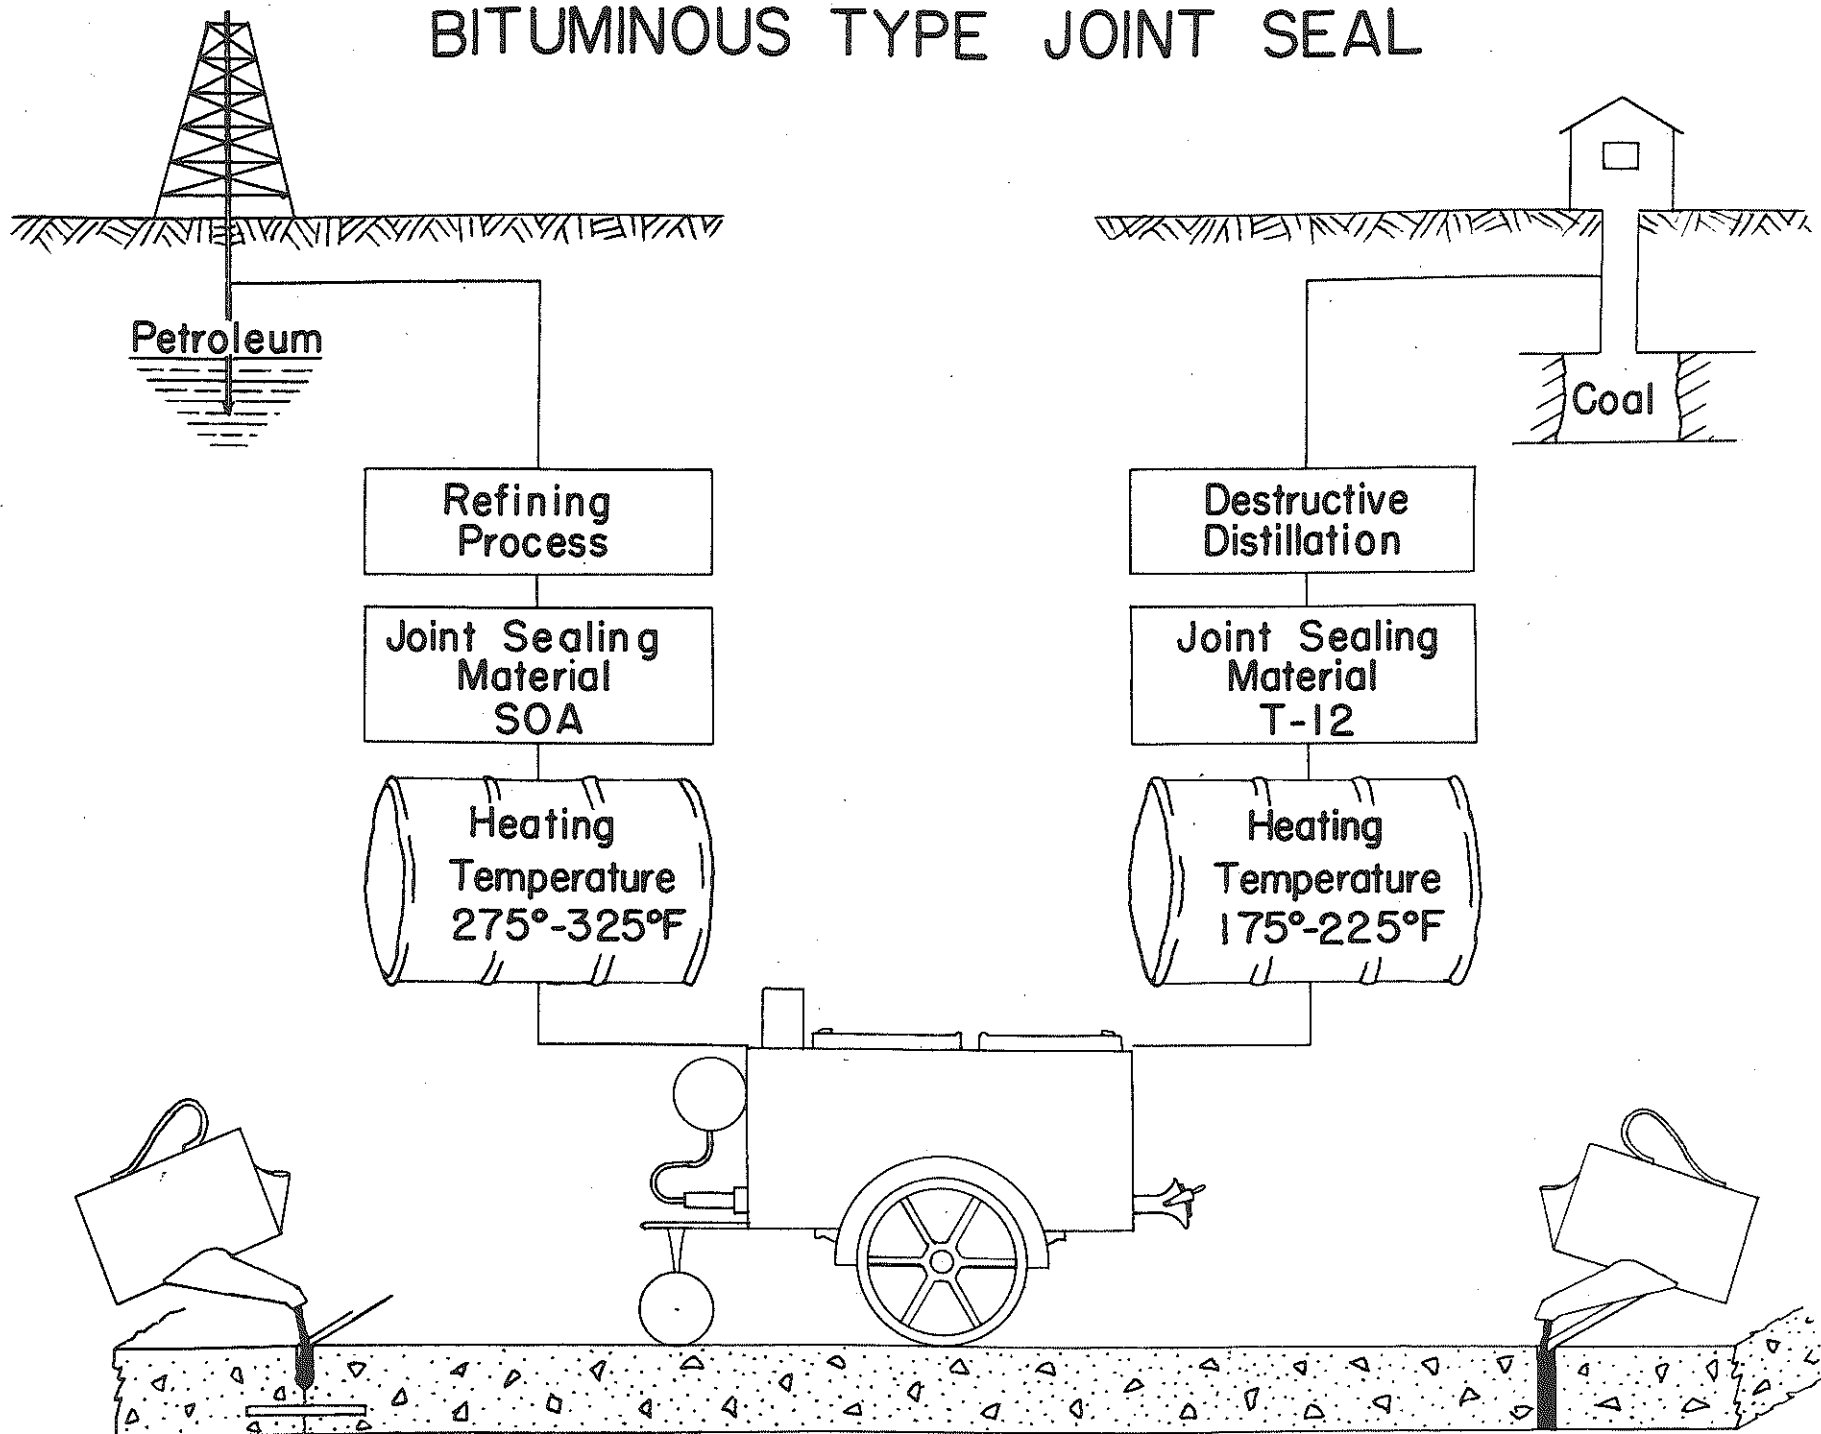 BITUMINOUS TYPE JOINT SEAL
Petroleum
Coal
Refining
Process
Destructive
Distillation
Joint Sealing
Material
SOA
Joint Sealing
Material
T-12
Heating
Temperature
275°-325°F
Heating
Temperature
175°-225°F